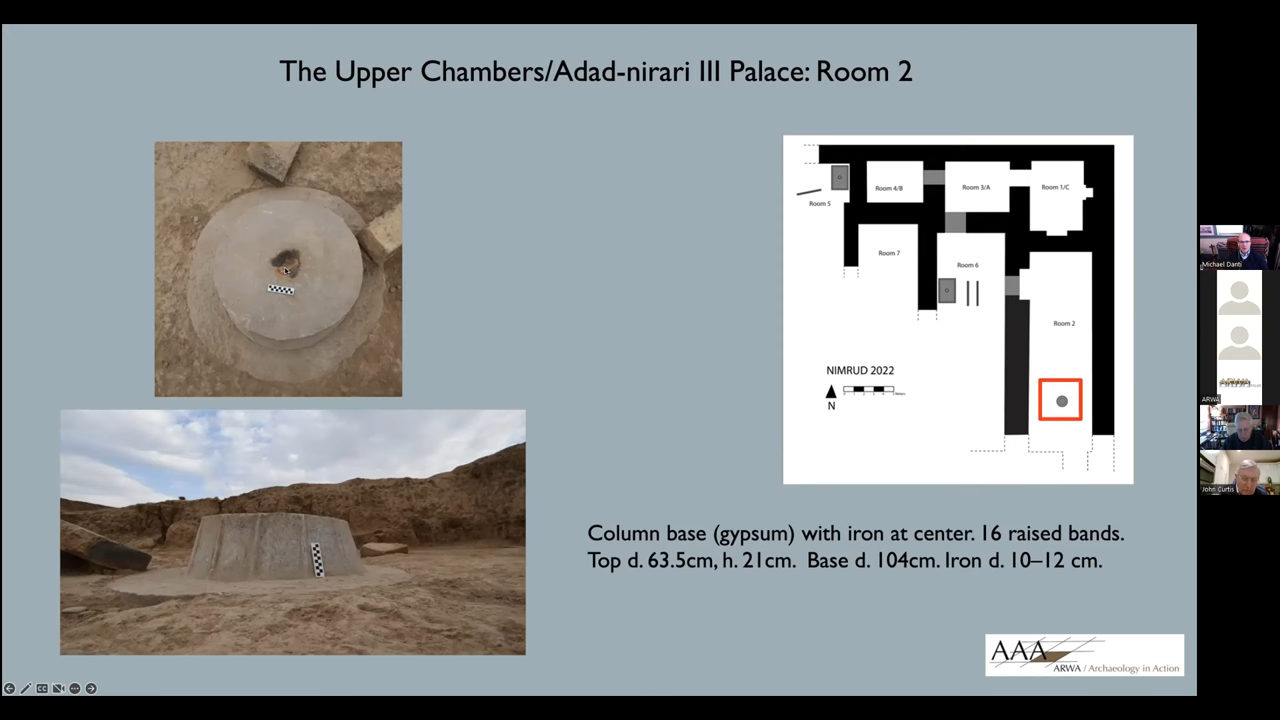 The Upper Chambers/Adad-nirari III Palace: Room 2
Room 4/B
Room 3/A
Room 1/C
Room 5
Room 7
Room 6
Room 2
NIMRUD 2022
N
Column base (gypsum) with iron at center. 16 raised bands.
Top d. 63.5cm, h. 21cm. Base d. 104cm. Iron d. 10–12 cm.
AAA
ARWA / Archaeology in Action
Michael Danti
ARWA
John Curtis